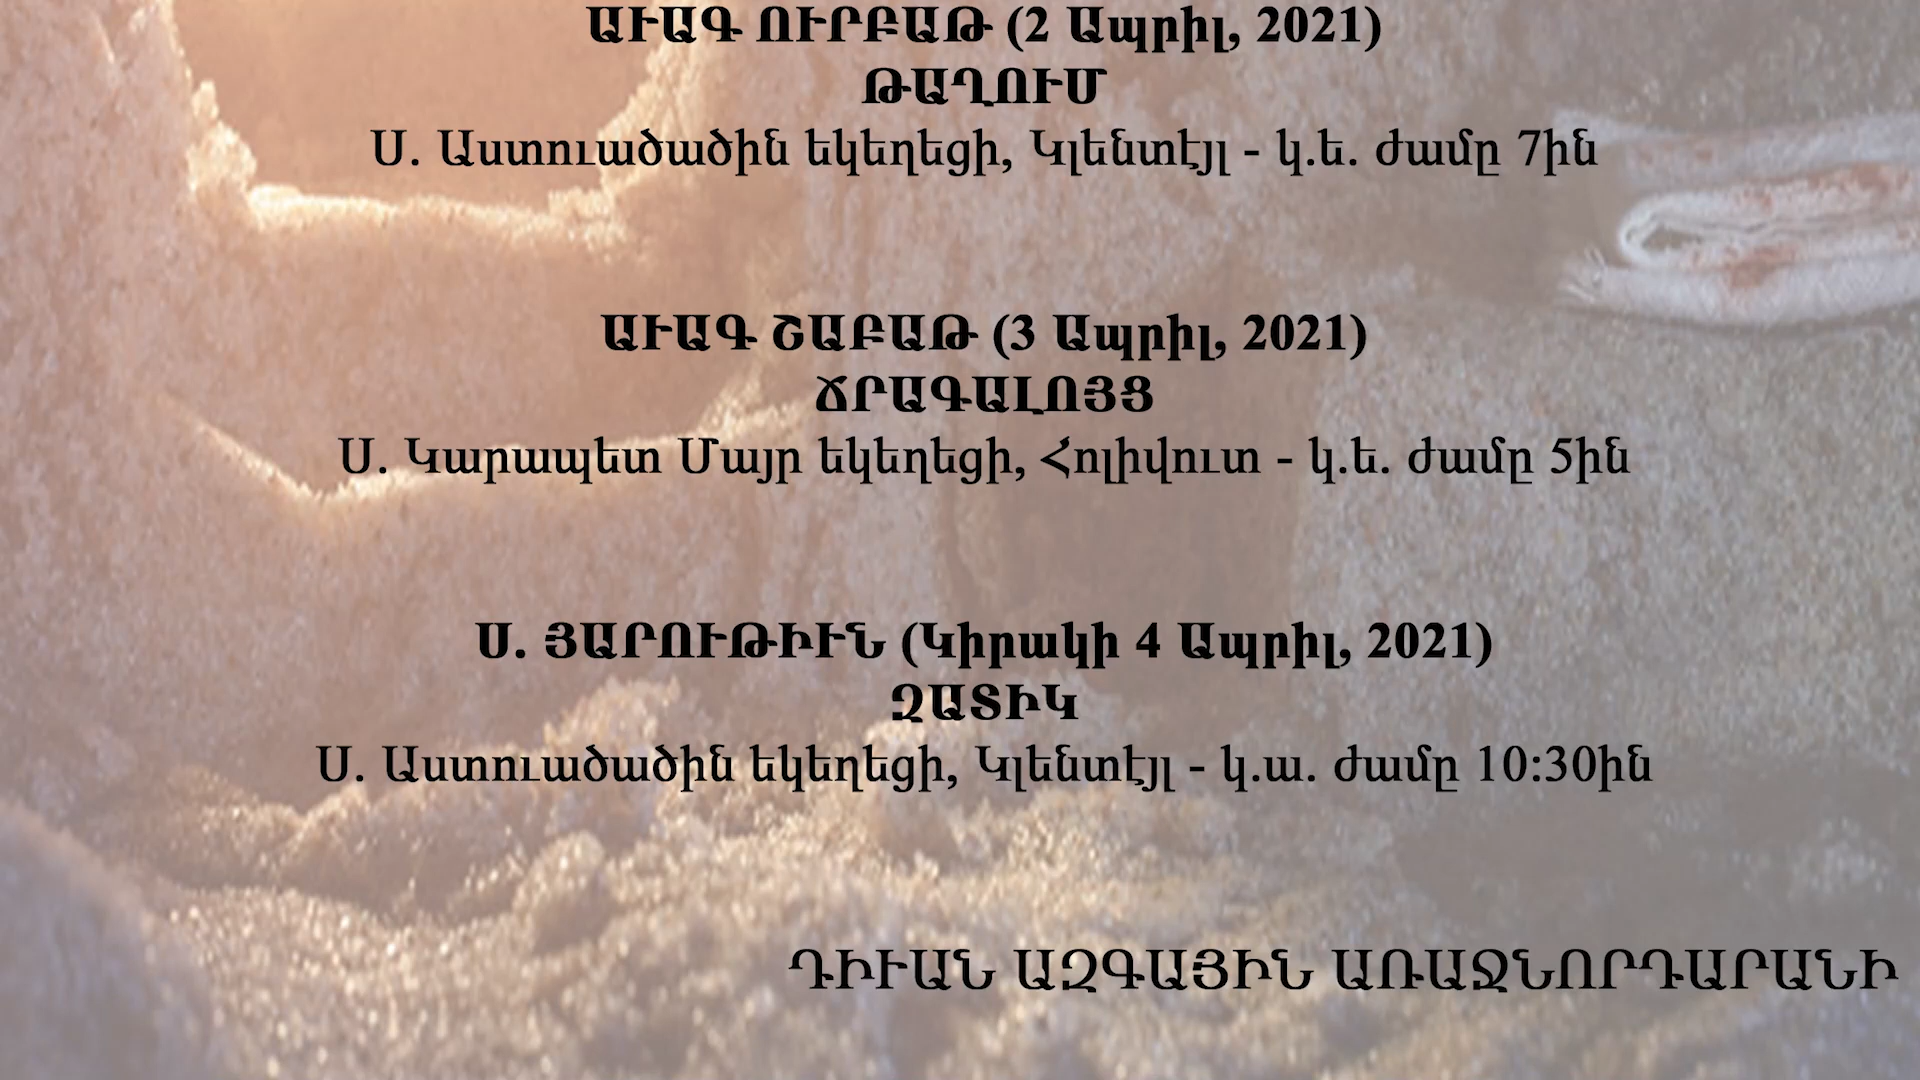 ԱՒԱԳ ՈՒՐԲԱԹ (2 Ապրիլ, 2021)
ԹԱՂՈՒՄ
Ս. Աստուածածին եկեղեցի, Կլենտէյլ - կ.ե. ժամը 7ին
ԱՒԱԳ ՇԱԲԱԹ (3 Ապրիլ, 2021)
ՃՐԱԳԱԼՈՅՑ
Ս. Կարապետ Մայր եկեղեցի, Հոլիվուտ - կ.ե. ժամը 5ին
Ս. ՅԱՐՈՒԹԻՒՆ (Կիրակի 4 Ապրիլ, 2021)
ԶԱՏԻԿ
Ս. Աստուածածին եկեղեցի, Կլենտէյլ - կ.ա. ժամը 10:30ին
ԴԻՒԱՆ ԱԶԳԱՅԻՆ ԱՌԱՋՆՈՐԴԱՐԱՆԻ